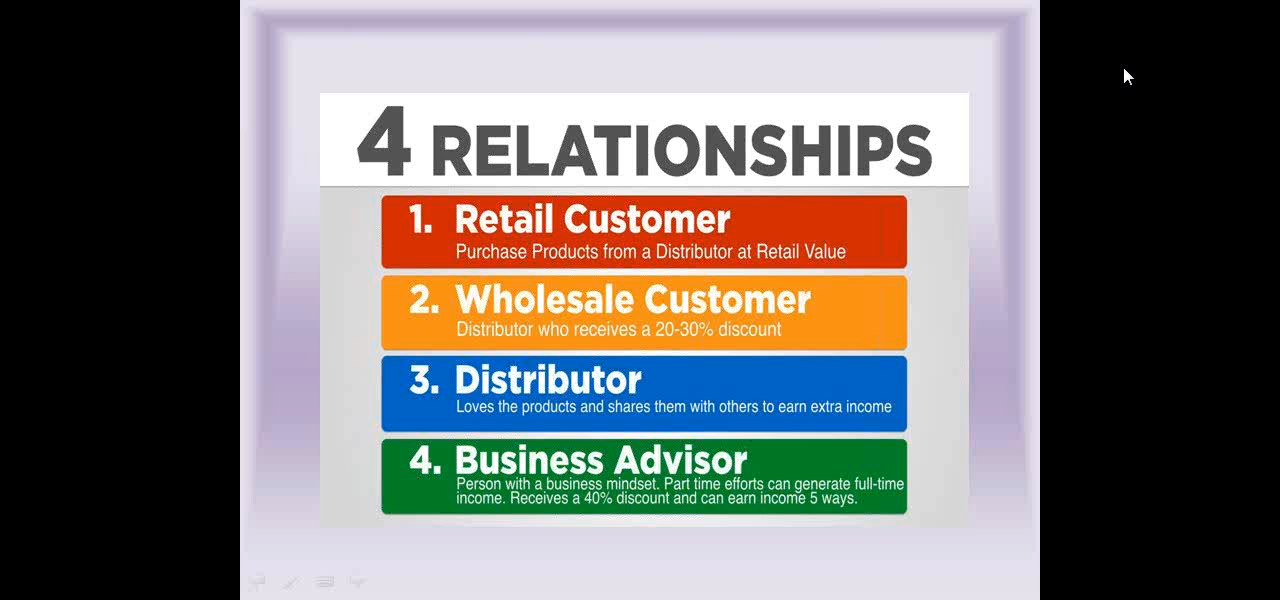 4 RELATIONSHIPS
1. Retail Customer
Purchase Products from a Distributor at Retail Value
2. Wholesale Customer
Distributor who receives a 20-30% discount
3. Distributor
Loves the products and shares them with others to earn extra income
4. Business Advisor
Person with a business mindset. Part time efforts can generate full-time
income. Receives a 40% discount and can earn income 5 ways.